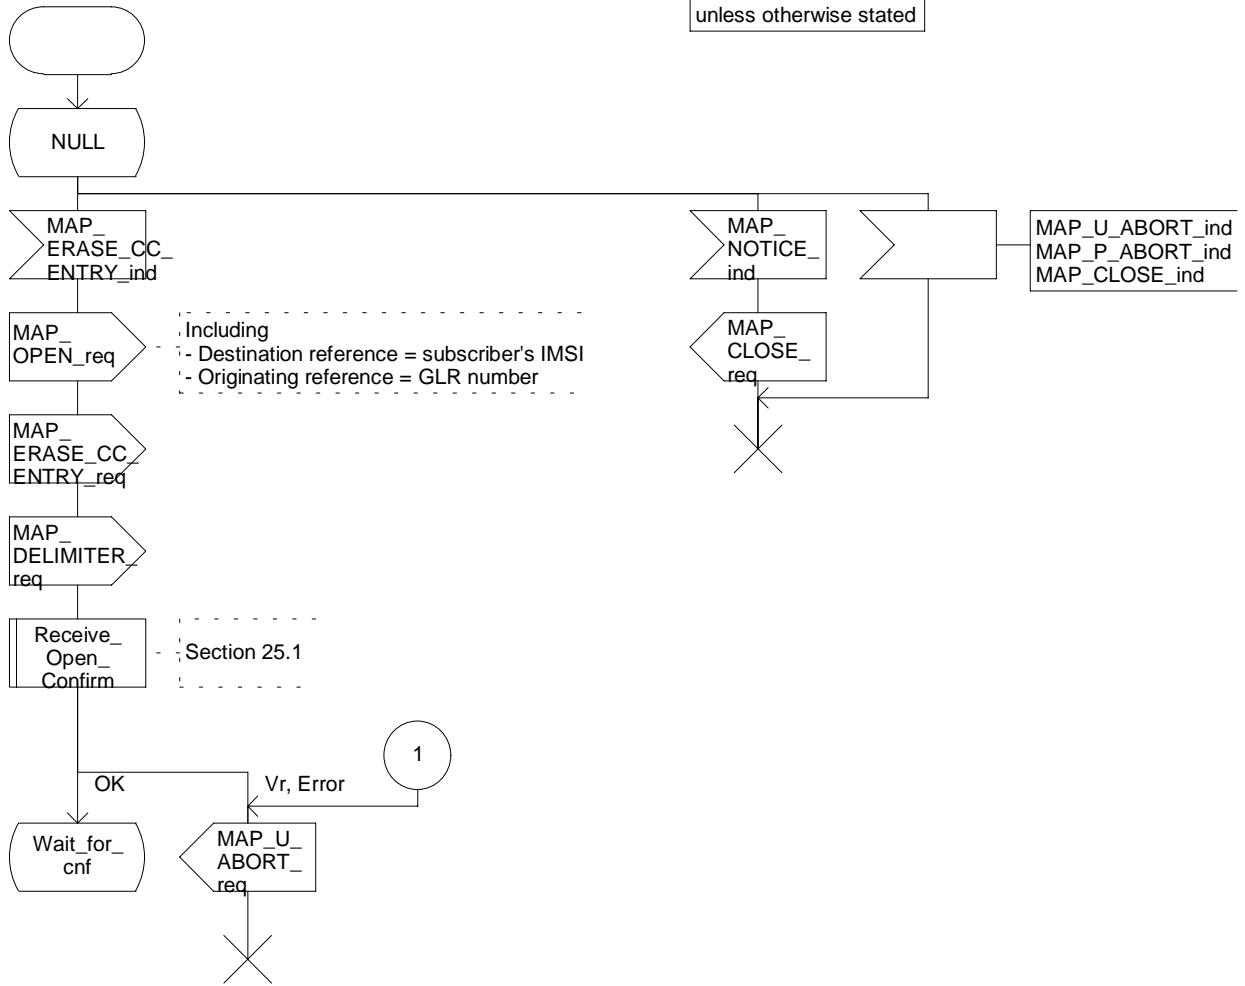 unless otherwise stated
NULL
MAP_
ERASE_CC_
ENTRY_ind
MAP_
NOTICE_
ind
MAP_U_ABORT_ind
MAP_P_ABORT_ind
MAP_CLOSE_ind
MAP_
OPEN_req
Including
- Destination reference = subscriber's IMSI
- Originating reference = GLR number
MAP_
CLOSE_
req
MAP_
ERASE_CC_
ENTRY_req
MAP_
DELIMITER_
req
Receive_
Open_
Confirm
Section 25.1
1
OK
Vr, Error
Wait_for_
cnf
MAP_U_
ABORT_
req